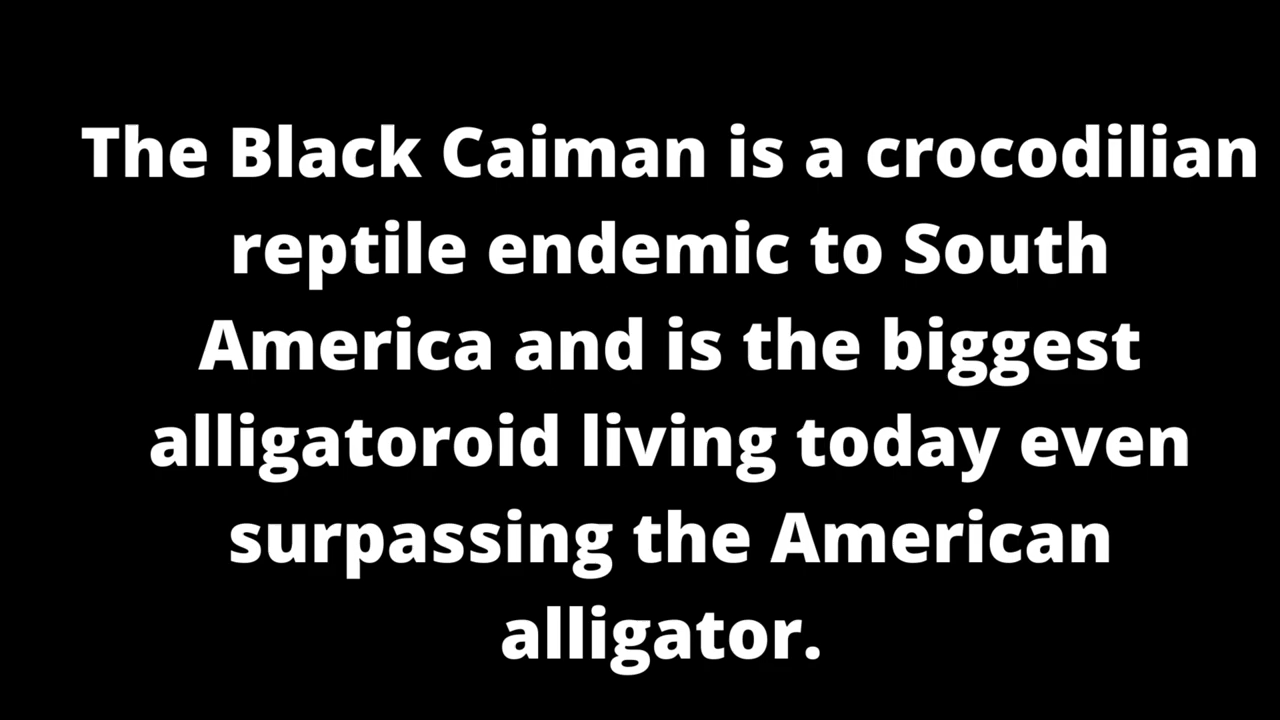 The Black Caiman is a crocodilian
reptile endemic to South
America and is the biggest
alligatoroid living today even
surpassing the American
alligator.